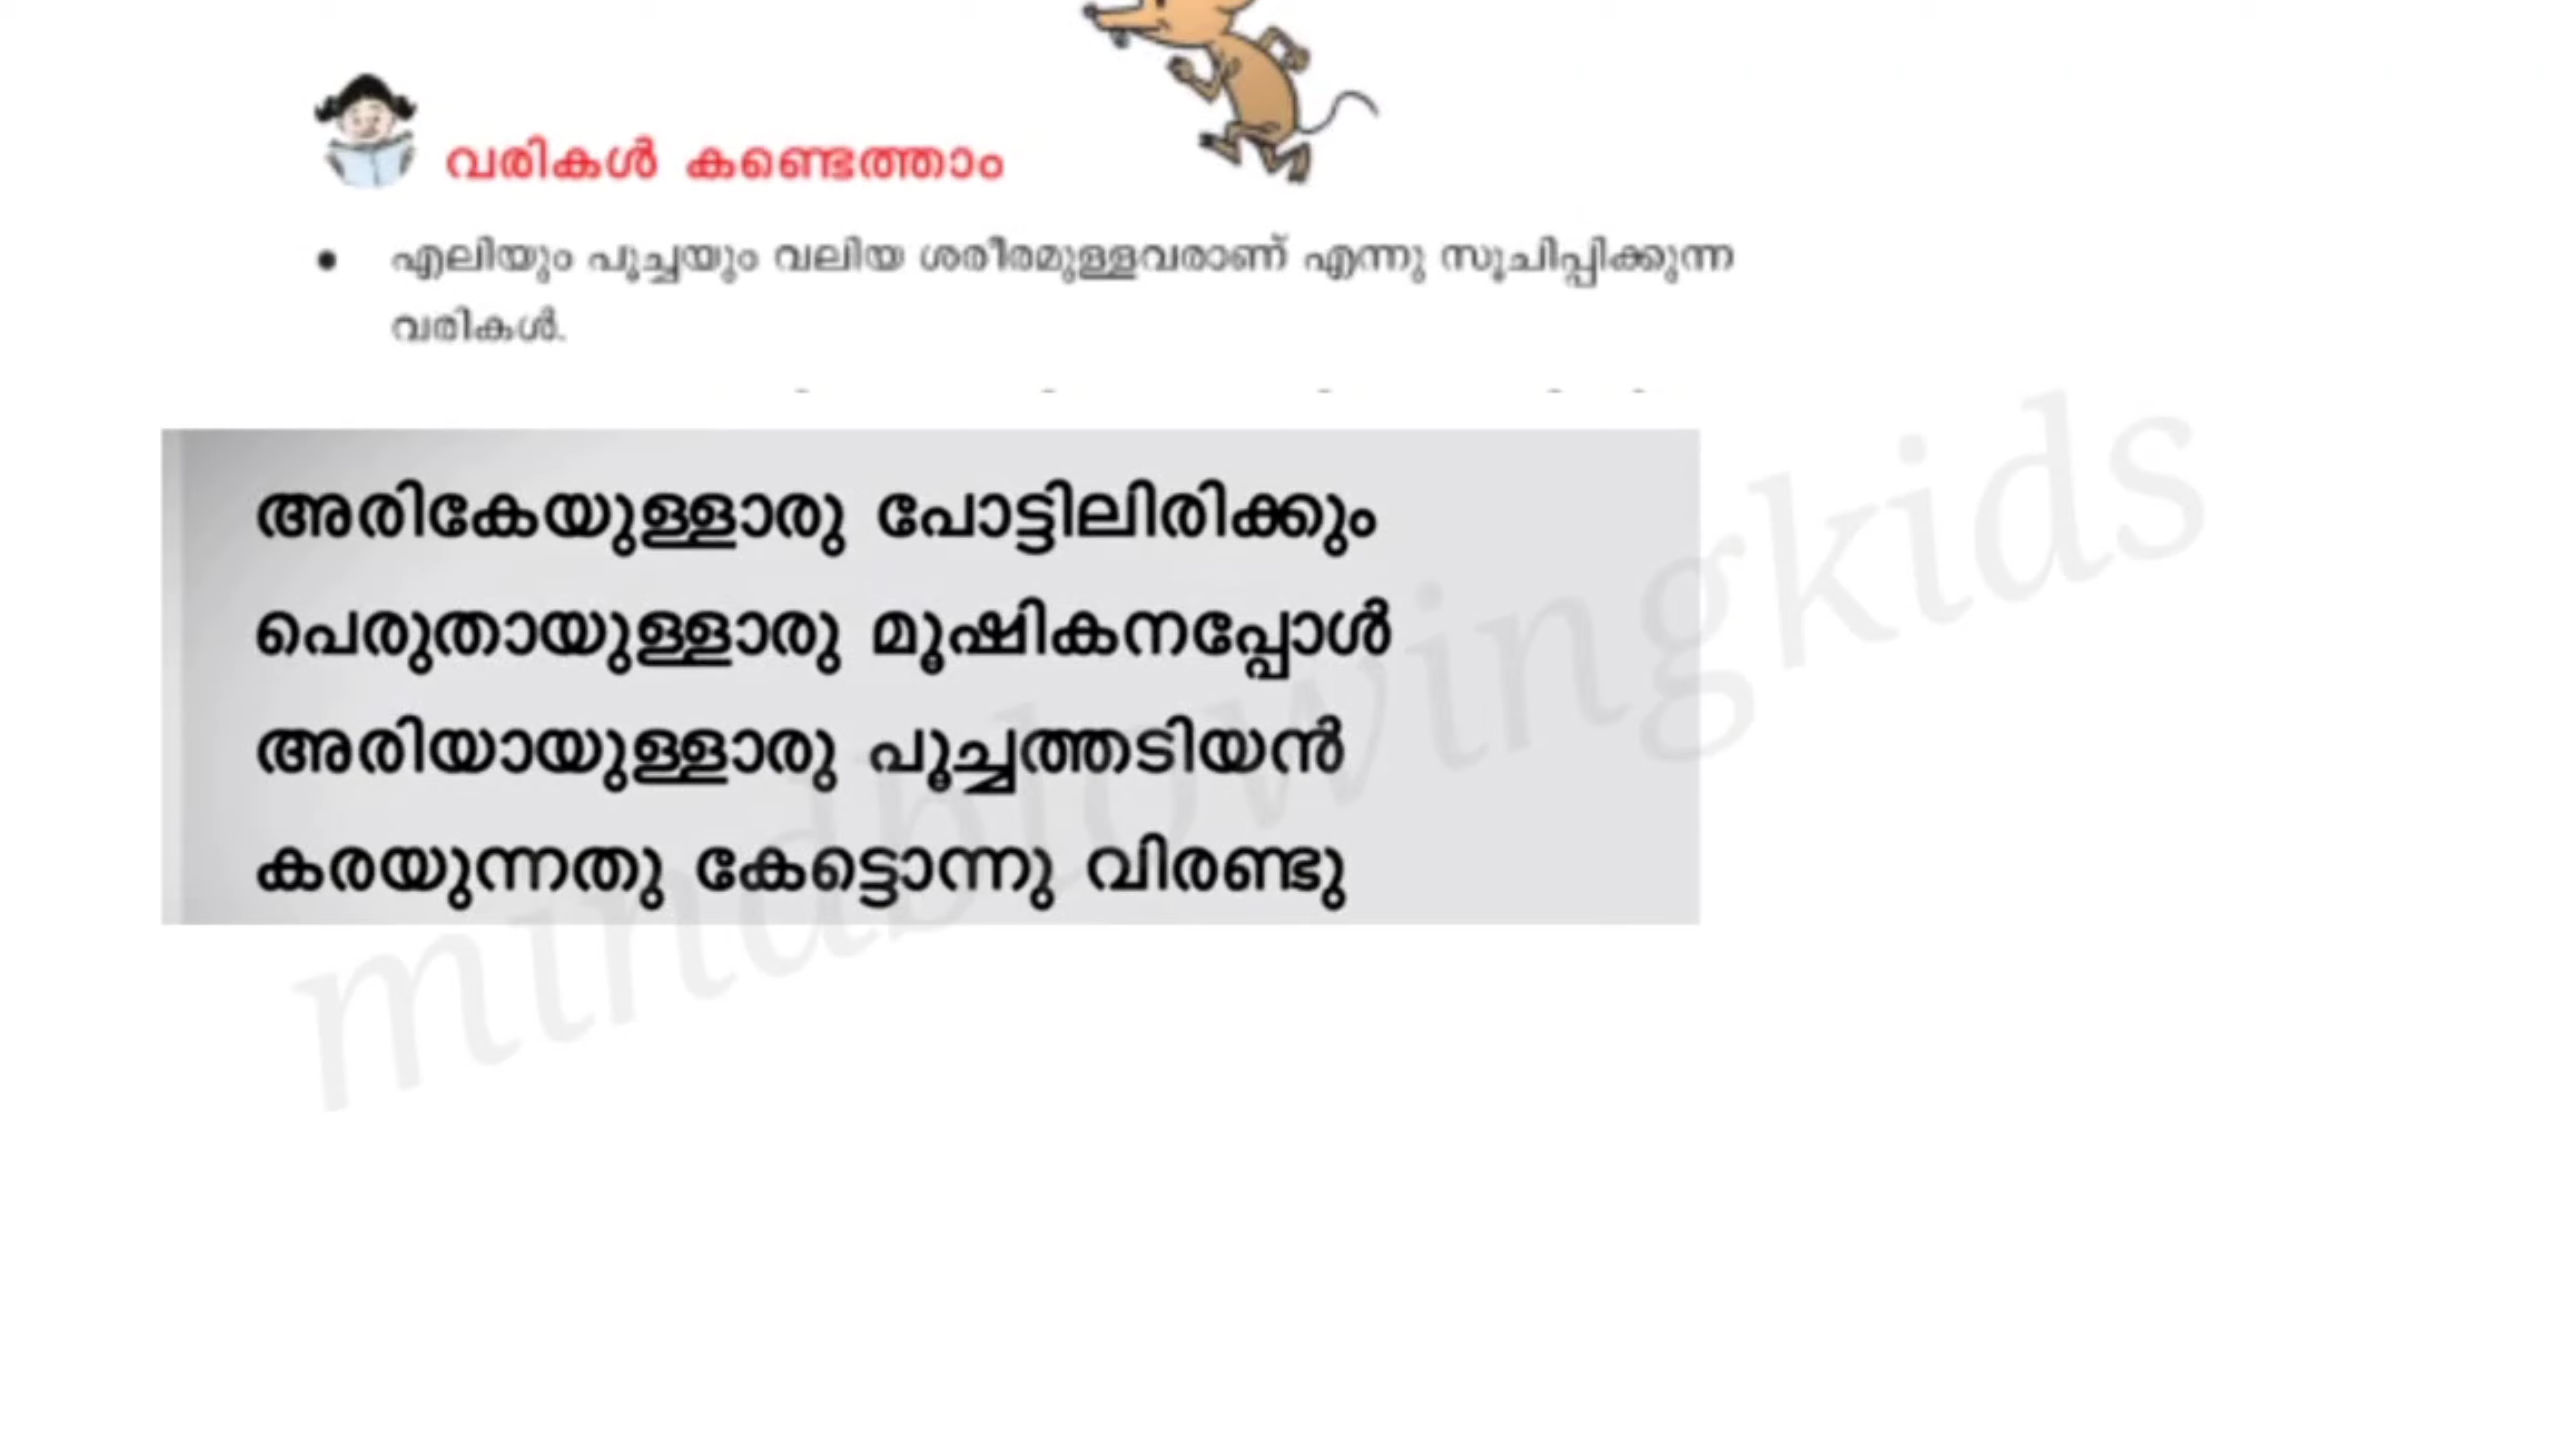 വരികൾ കണ്ടെത്താം
• എലിയും പൂച്ചയും വലിയ ശരീരമുള്ളവരാണ് എന്നു സൂചിപ്പിക്കുന്ന
വരികൾ.
അരികേയുള്ളാരു പോട്ടിലിരിക്കും
പെരുതായുള്ളാരു മൂഷികനപ്പോൾ
അരിയായുള്ളാരു പൂച്ചത്തടിയൻ
കരയുന്നതു കേട്ടൊന്നു വിരണ്ടു
mindblowingkids